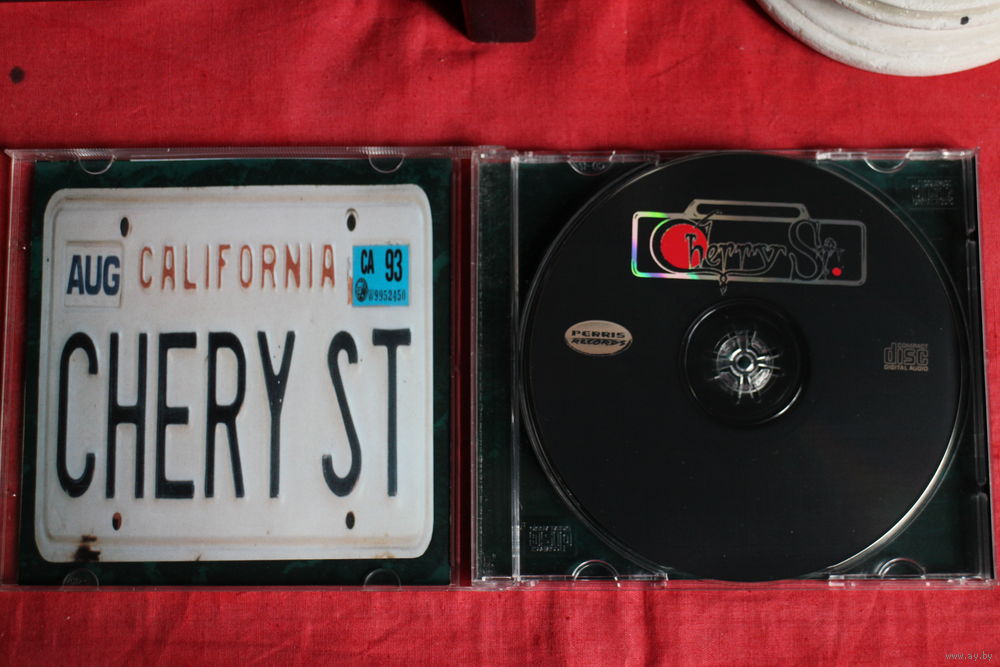 AUG
CALIFORNIA
CA 93
CHERY ST
Cherry St.
PERRIS
RECORDS
COMPACT
disc
DIGITAL AUDIO
www.ay.by